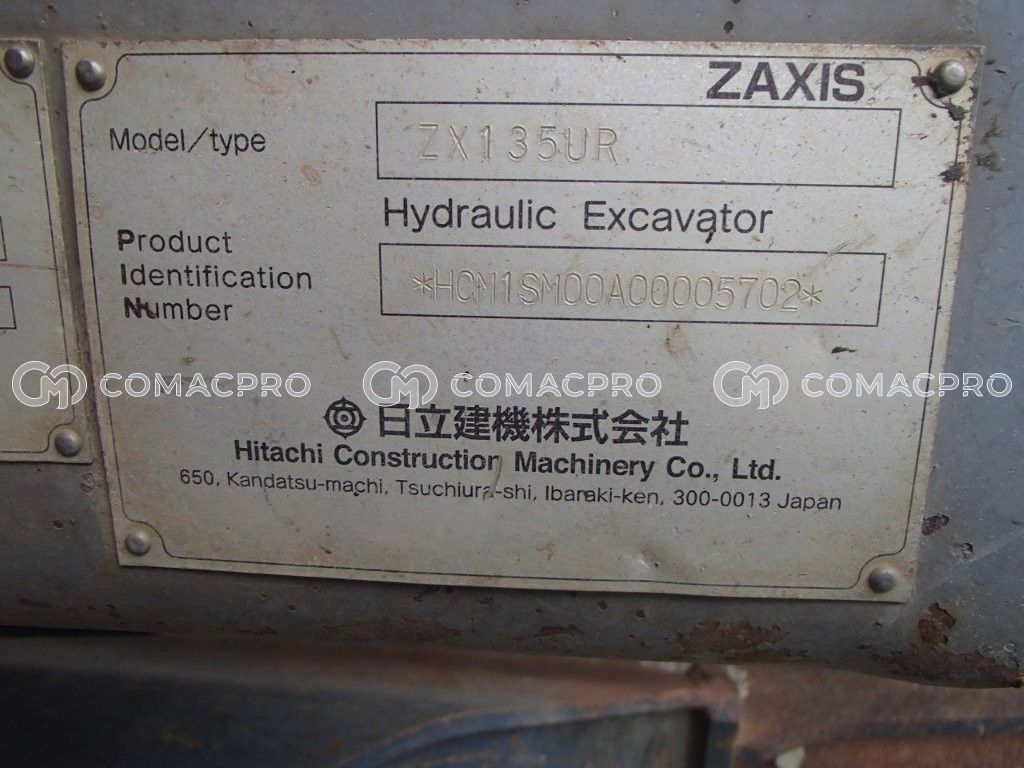 ZAXIS
Model/type ZX135UR
Hydraulic Excavator
Product
Identification
Number
*HCM1SM00A00005702*
COMACPRO COMACPRO COMACPRO
日立建機株式会社
Hitachi Construction Machinery Co., Ltd.
650, Kandatsu-machi, Tsuchiura-shi, Ibaraki-ken, 300-0013 Japan